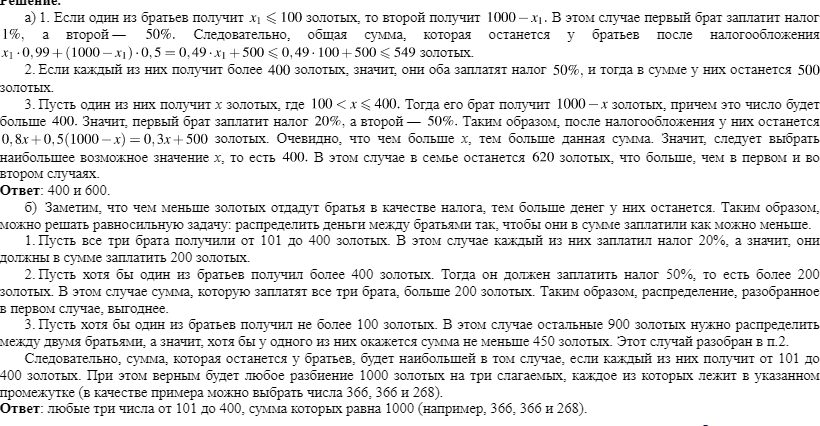 Решение.
а) 1. Если один из братьев получит x₁ ⩽ 100 золотых, то второй получит 1000 − x₁. В этом случае первый брат заплатит налог
1%, а второй — 50%. Следовательно, общая сумма, которая останется у братьев после налогообложения
x₁ · 0,99 + (1000 − x₁) · 0,5 = 0,49 · x₁ + 500 ⩽ 0,49 · 100 + 500 ⩽ 549 золотых.
2. Если каждый из них получит более 400 золотых, значит, они оба заплатят налог 50%, и тогда в сумме у них останется 500
золотых.
3. Пусть один из них получит x золотых, где 100 < x ⩽ 400. Тогда его брат получит 1000 − x золотых, причем это число будет
больше 400. Значит, первый брат заплатит налог 20%, а второй — 50%. Таким образом, после налогообложения у них останется
0,8x + 0,5(1000 − x) = 0,3x + 500 золотых. Очевидно, что чем больше x, тем больше данная сумма. Значит, следует выбрать
наибольшее возможное значение x, то есть 400. В этом случае в семье останется 620 золотых, что больше, чем в первом и во
втором случаях.
Ответ: 400 и 600.
б) Заметим, что чем меньше золотых отдадут братья в качестве налога, тем больше денег у них останется. Таким образом,
можно решать равносильную задачу: распределить деньги между братьями так, чтобы они в сумме заплатили как можно меньше.
1. Пусть все три брата получили от 101 до 400 золотых. В этом случае каждый из них заплатил налог 20%, а значит, они
должны в сумме заплатить 200 золотых.
2. Пусть хотя бы один из братьев получил более 400 золотых. Тогда он должен заплатить налог 50%, то есть более 200
золотых. В этом случае сумма, которую заплатят все три брата, больше 200 золотых. Таким образом, распределение, разобранное
в первом случае, выгоднее.
3. Пусть хотя бы один из братьев получил не более 100 золотых. В этом случае остальные 900 золотых нужно распределить
между двумя братьями, а значит, хотя бы у одного из них окажется сумма не меньше 450 золотых. Этот случай разобран в п.2.
Следовательно, сумма, которая останется у братьев, будет наибольшей в том случае, если каждый из них получит от 101 до
400 золотых. При этом верным будет любое разбиение 1000 золотых на три слагаемых, каждое из которых лежит в указанном
промежутке (в качестве примера можно выбрать числа 366, 366 и 268).
Ответ: любые три числа от 101 до 400, сумма которых равна 1000 (например, 366, 366 и 268).